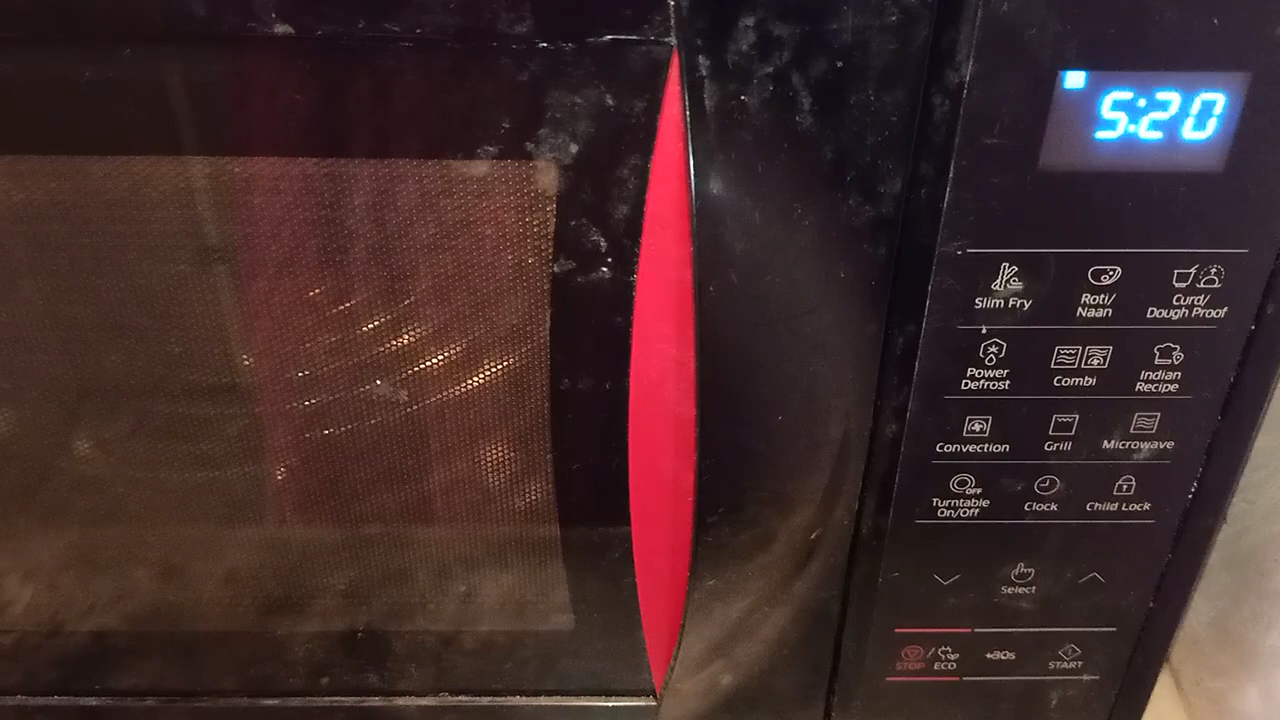 5:20
Slim Fry
Roti/
Naan
Curd/
Dough Proof
Power
Defrost
Combi
Indian
Recipe
Convection
Grill
Microwave
OFF
Turntable
On/Off
Clock
Child Lock
Select
STOP / ECO
+30s
START